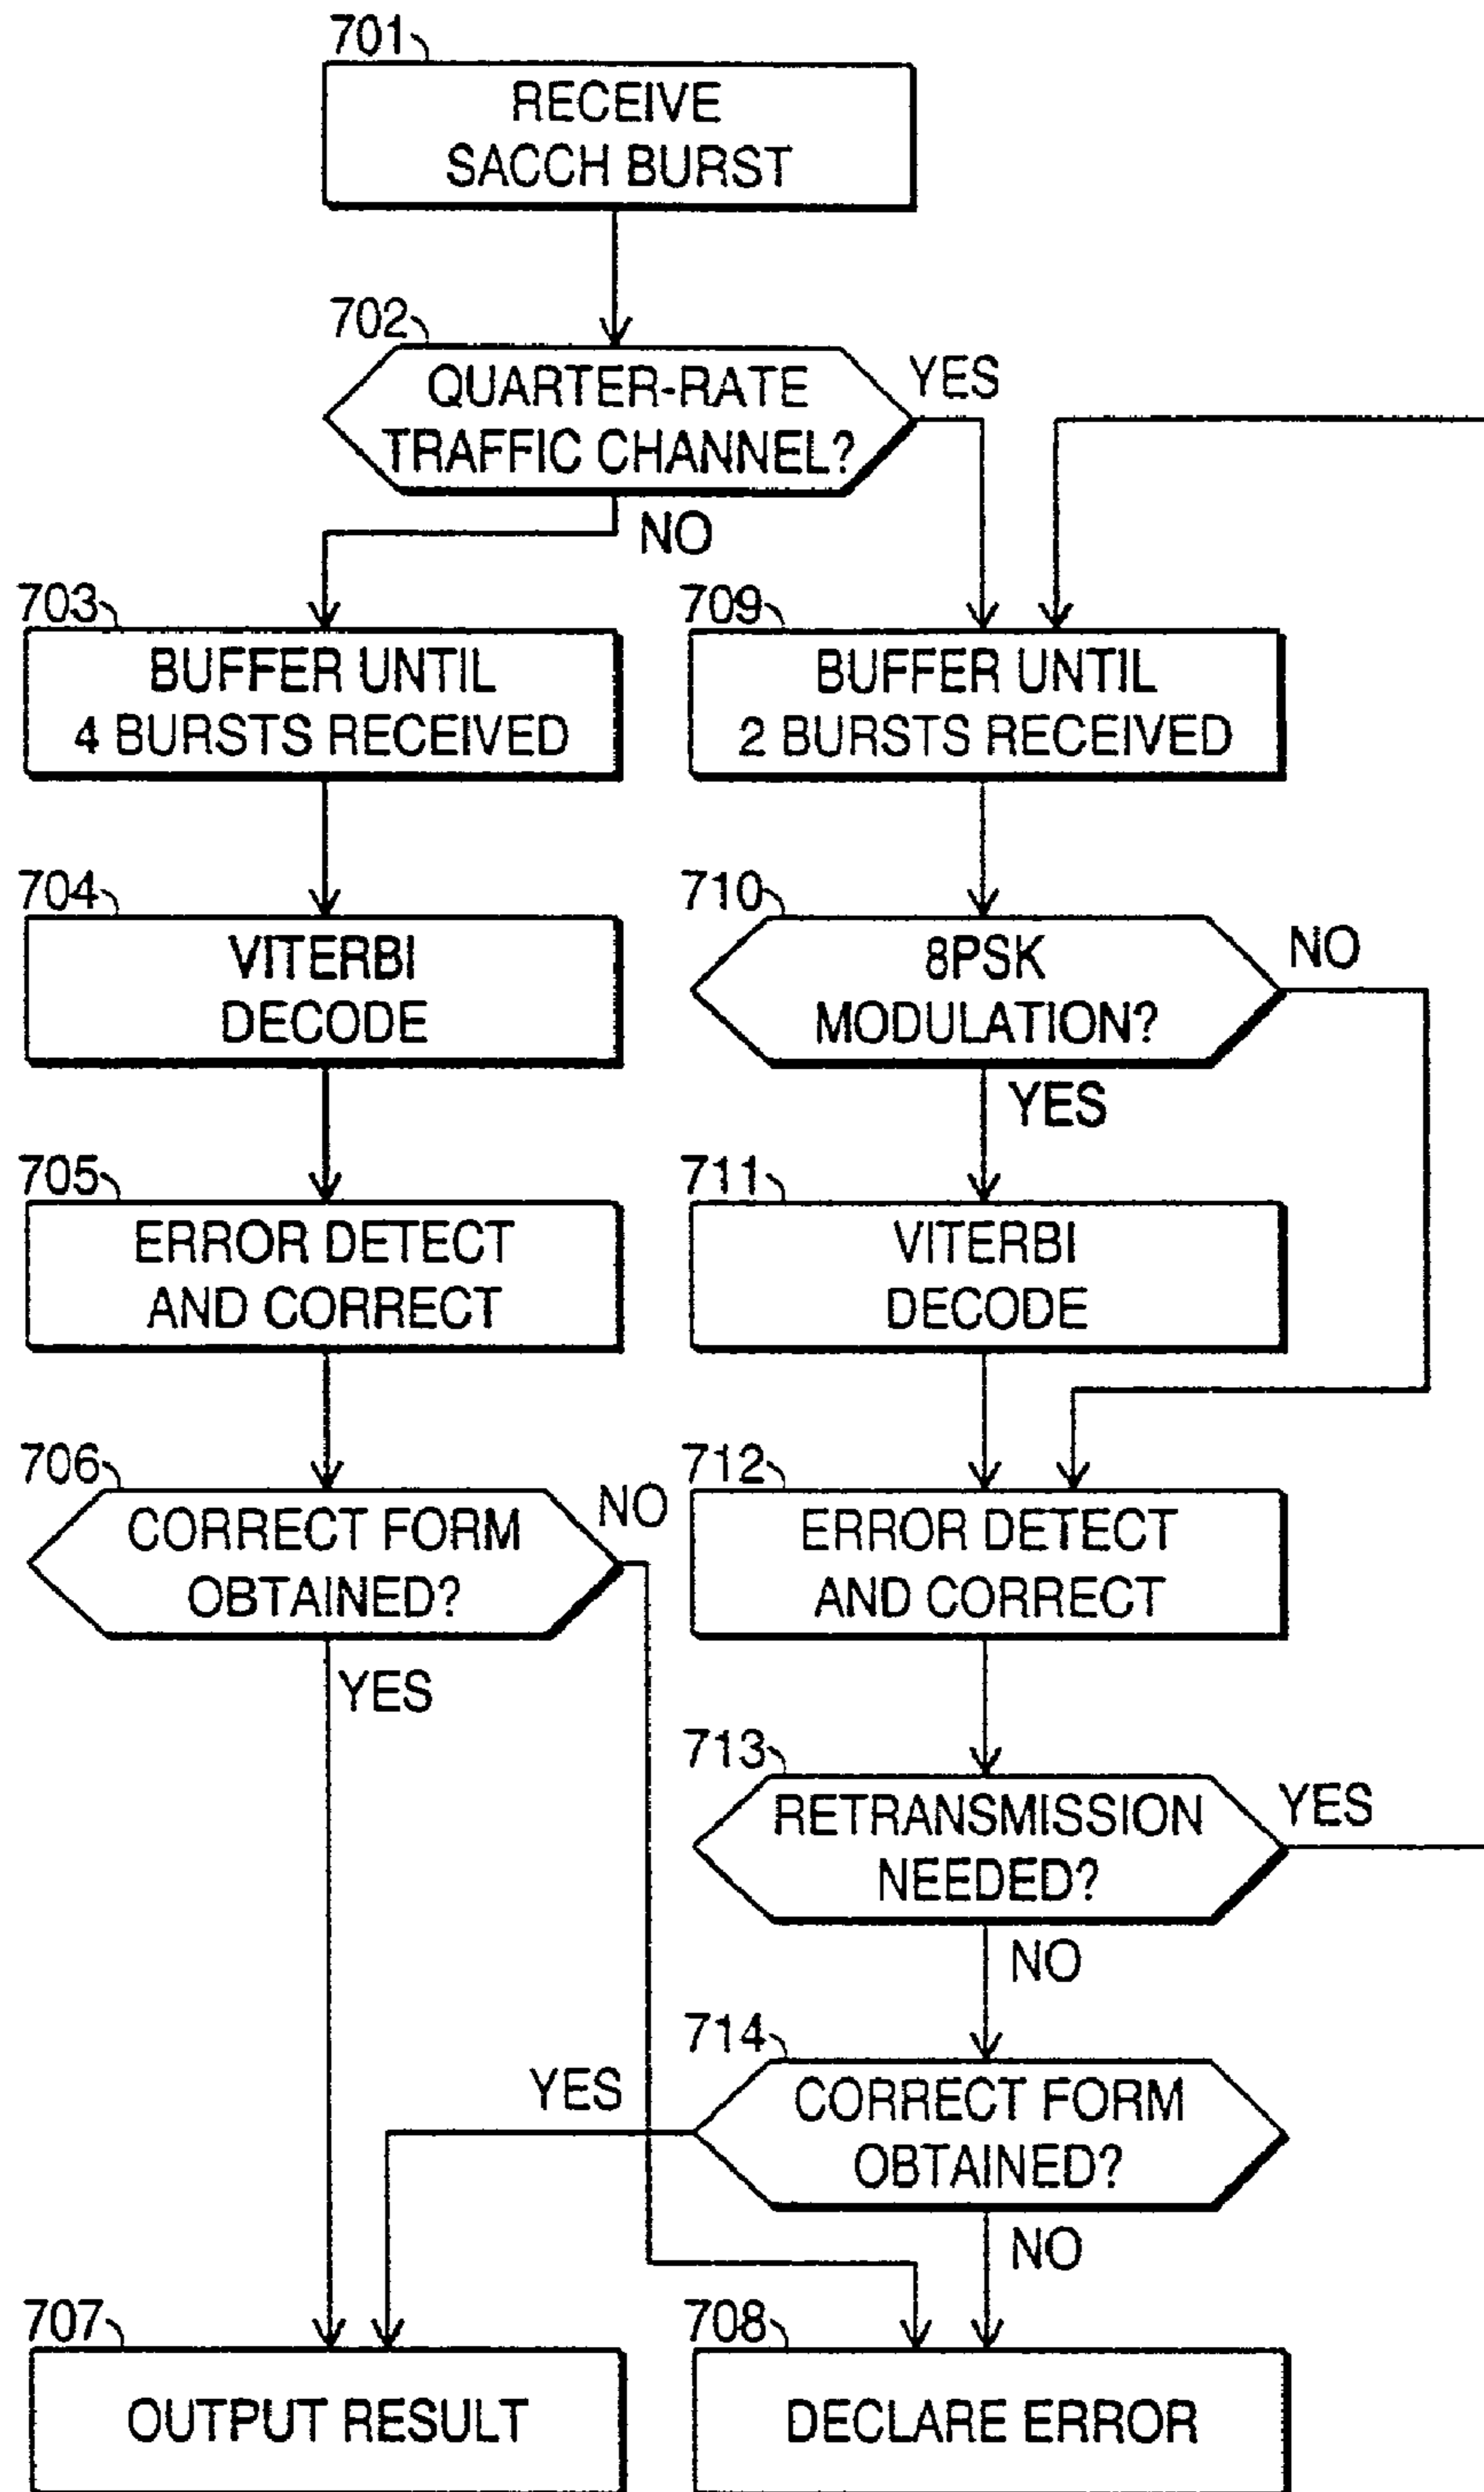 701
RECEIVE
SACCH BURST
702
QUARTER-RATE
TRAFFIC CHANNEL?
YES
NO
703
BUFFER UNTIL
4 BURSTS RECEIVED
709
BUFFER UNTIL
2 BURSTS RECEIVED
704
VITERBI
DECODE
710
8PSK
MODULATION?
NO
YES
705
ERROR DETECT
AND CORRECT
711
VITERBI
DECODE
706
CORRECT FORM
OBTAINED?
NO
YES
712
ERROR DETECT
AND CORRECT
713
RETRANSMISSION
NEEDED?
YES
NO
714
CORRECT FORM
OBTAINED?
YES
NO
707
OUTPUT RESULT
708
DECLARE ERROR